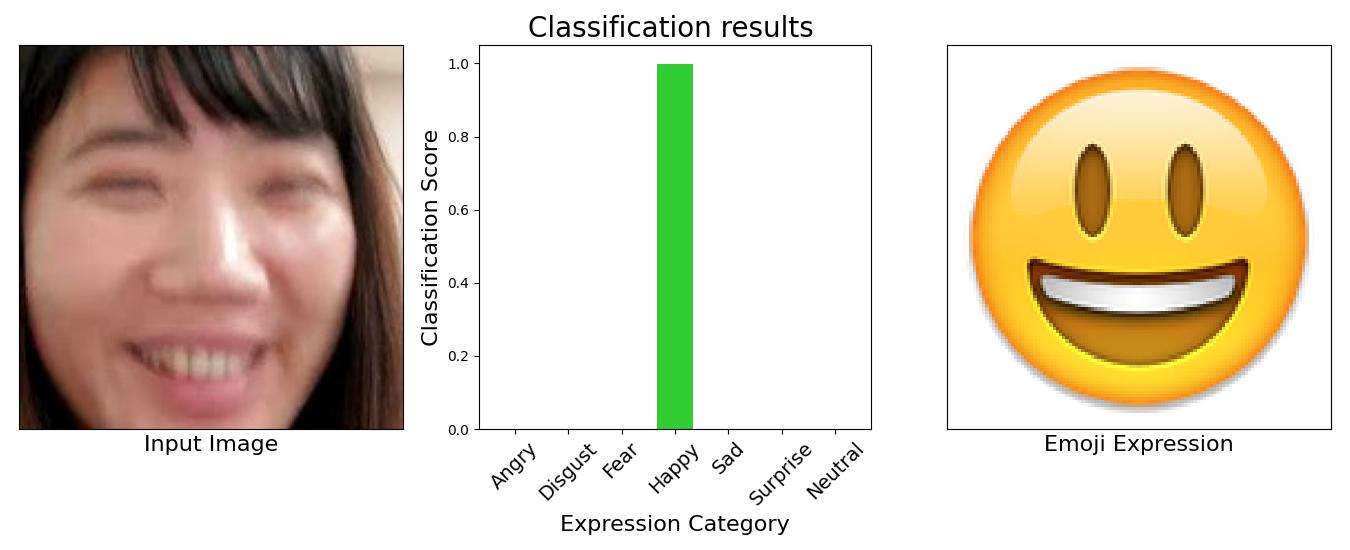 Classification results
Classification Score
1.0
0.8
0.6
0.4
0.2
0.0
Angry
Disgust
Fear
Happy
Sad
Surprise
Neutral
Expression Category
Input Image
Emoji Expression